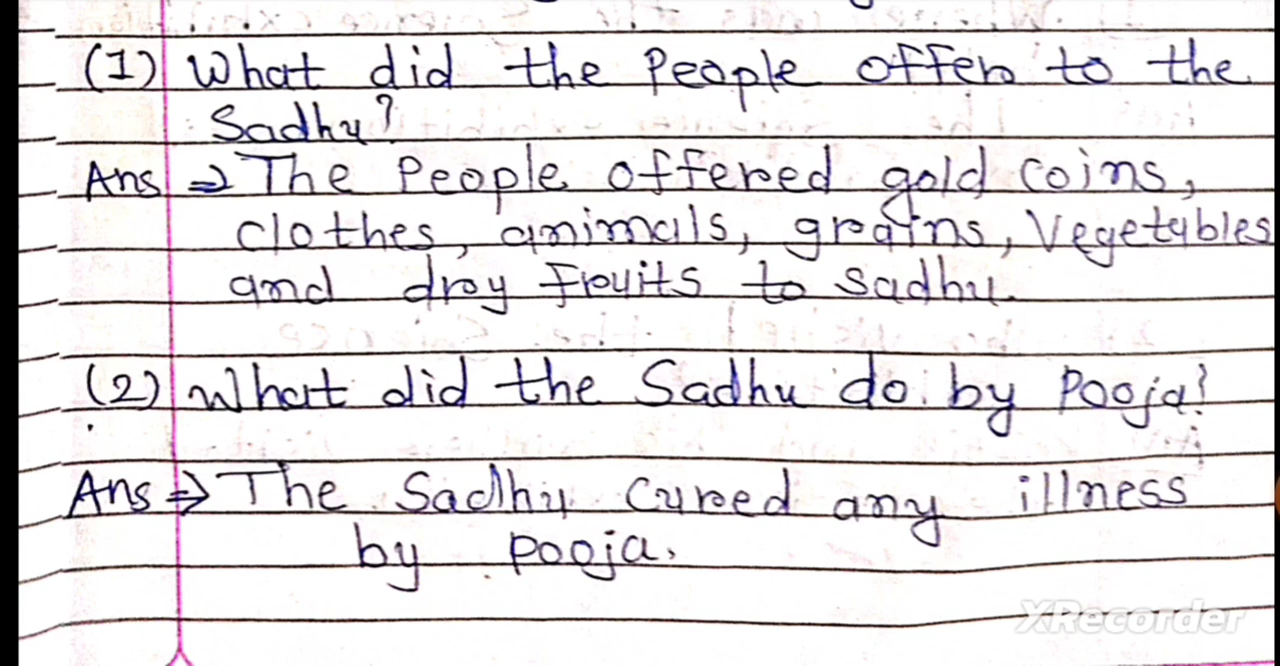 (1) What did the People offer to the
Sadhu?
Ans ⇒ The People offered gold coins,
clothes, animals, grains, Vegetables
and dry fruits to sadhu.
(2) What did the Sadhu do by Pooja?
Ans ⇒ The Sadhu Cured any illness
by pooja.
XRecorder